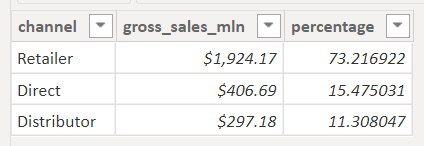 channel gross_sales_mln percentage
Retailer $1,924.17 73.216922
Direct $406.69 15.475031
Distributor $297.18 11.308047